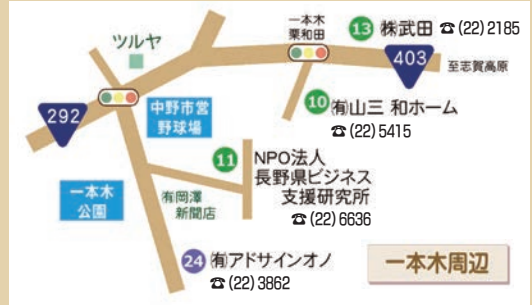 一本木
栗和田
13 ㈱武田 ☎(22)2185
ツルヤ
403
至志賀高原
292
中野市営
野球場
10 ㈲山三 和ホーム
☎(22)5415
11 NPO法人
長野県ビジネス
支援研究所
☎(22)6636
一本木
公園
㈲岡澤
新聞店
24 ㈲アドサインオノ
☎(22)3862
一本木周辺